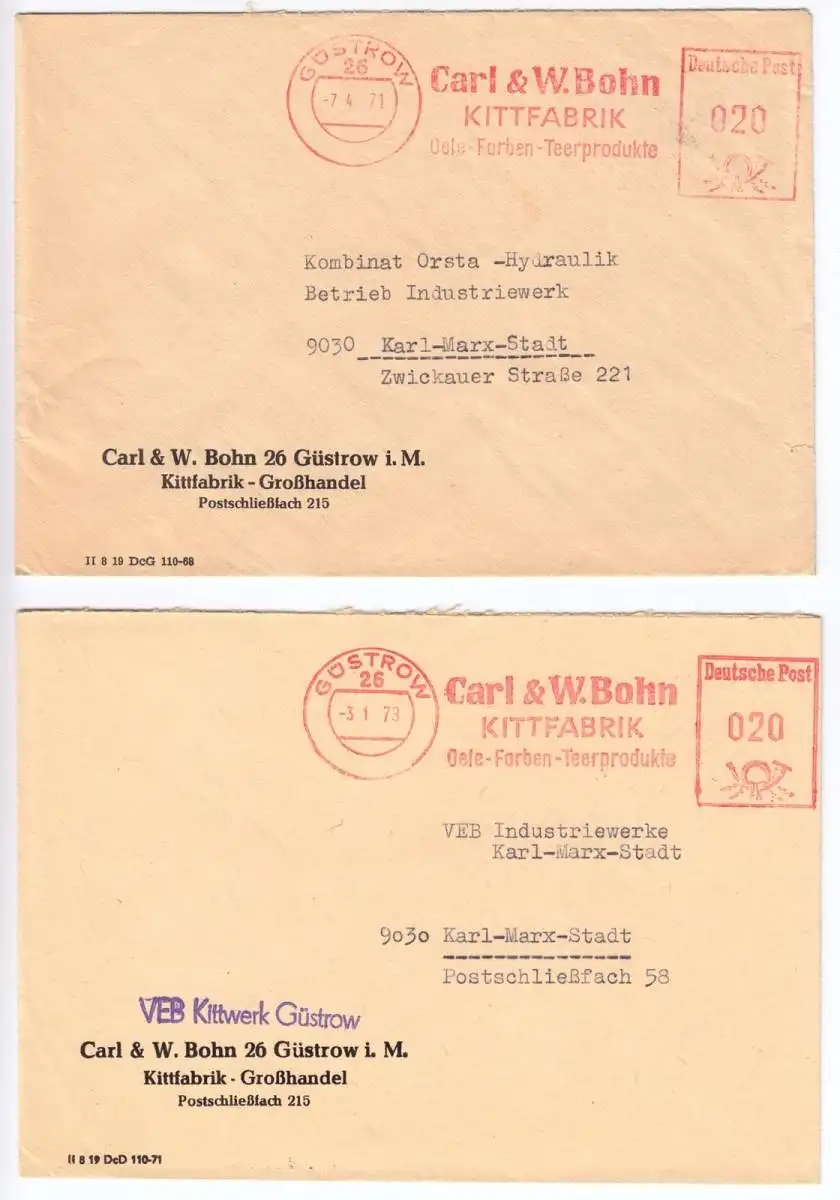 GÜSTROW
26
-7 4 71
Carl & W. Bohn
KITTFABRIK
Oele-Farben-Teerprodukte
Deutsche Post
020
Kombinat Orsta -Hydraulik
Betrieb Industriewerk
9030 Karl-Marx-Stadt
Zwickauer Straße 221
Carl & W. Bohn 26 Güstrow i. M.
Kittfabrik - Großhandel
Postschließfach 215
II 8 19 DcG 110-68
GÜSTROW
26
-3 1 73
Carl & W. Bohn
KITTFABRIK
Oele-Farben-Teerprodukte
Deutsche Post
020
VEB Industriewerke
Karl-Marx-Stadt
9030 Karl-Marx-Stadt
Postschließfach 58
VEB Kittwerk Güstrow
Carl & W. Bohn 26 Güstrow i. M.
Kittfabrik - Großhandel
Postschließfach 215
II 8 19 DcD 110-71